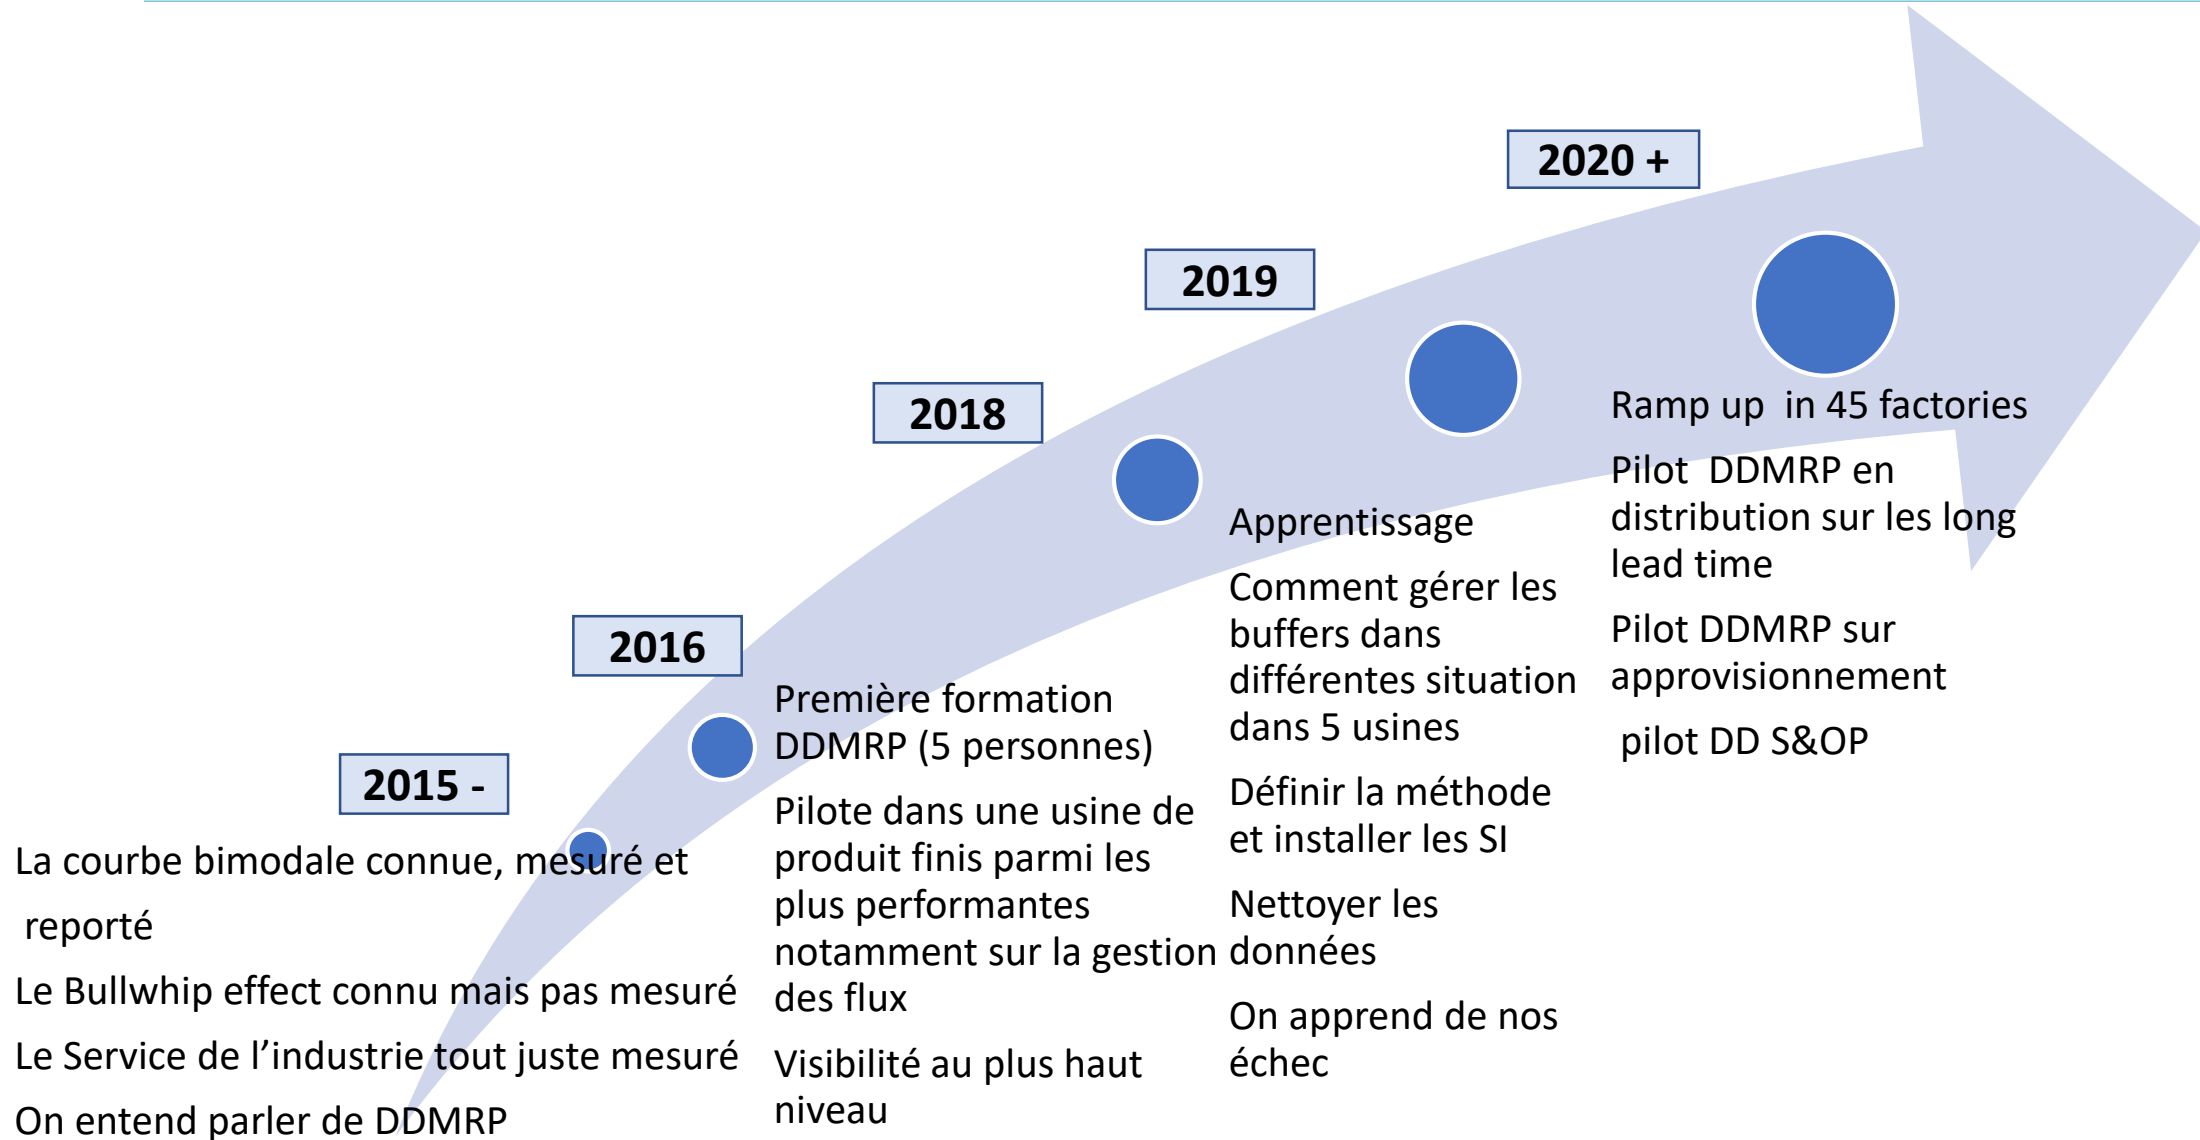 2015 -
La courbe bimodale connue, mesuré et
reporté
Le Bullwhip effect connu mais pas mesuré
Le Service de l’industrie tout juste mesuré
On entend parler de DDMRP
2016
Première formation
DDMRP (5 personnes)
Pilote dans une usine de
produit finis parmi les
plus performantes
notamment sur la gestion
des flux
Visibilité au plus haut
niveau
2018
Apprentissage
Comment gérer les
buffers dans
différentes situation
dans 5 usines
Définir la méthode
et installer les SI
Nettoyer les
données
On apprend de nos
échec
2019
Ramp up  in 45 factories
Pilot  DDMRP en
distribution sur les long
lead time
Pilot DDMRP sur
approvisionnement
pilot DD S&OP
2020 +